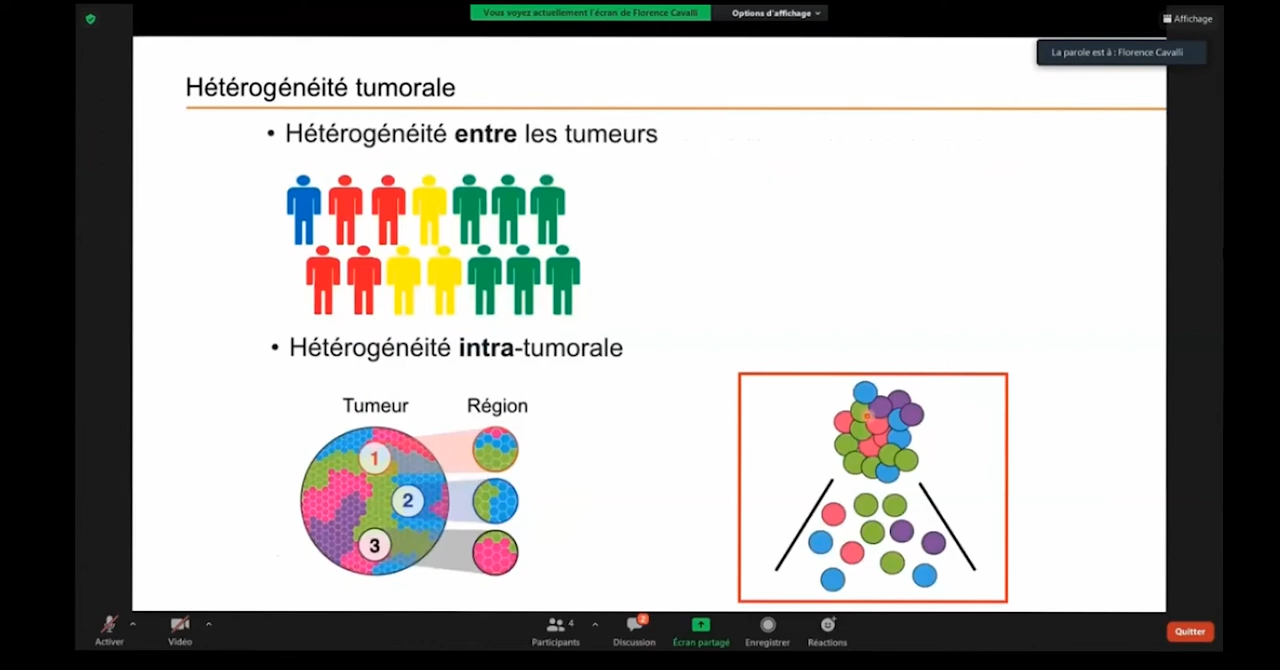 Vous voyez actuellement l'écran de Florence Cavalli
Options d'affichage
Affichage
La parole est à : Florence Cavalli
Hétérogénéité tumorale
• Hétérogénéité entre les tumeurs
• Hétérogénéité intra-tumorale
Tumeur
Région
1
2
3
Activer
Vidéo
Participants
4
Discussion
2
Écran partagé
Enregistrer
Réactions
Quitter